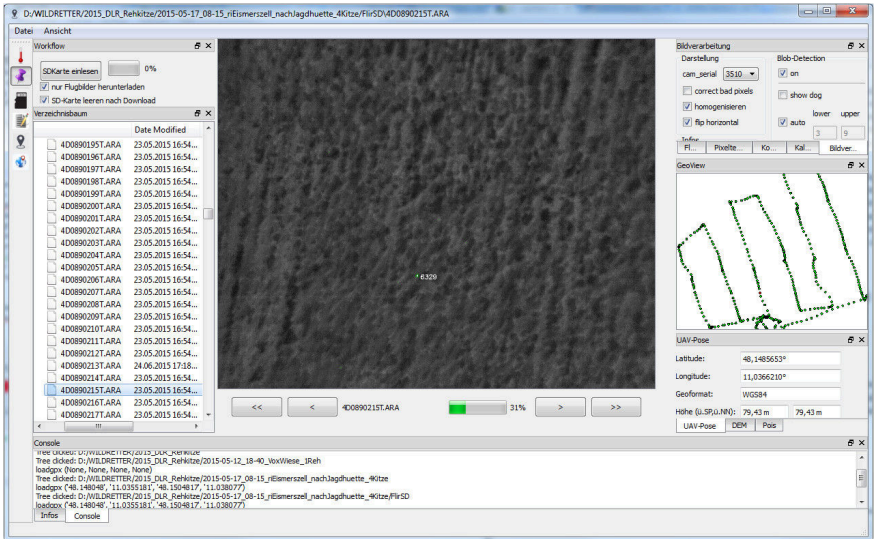 D:/WILDRETTER/2015_DLR_Rehkitze/2015-05-17_08-15_riEismerszell_nachJagdhuette_4Kitze/FlirSD\4D0890215T.ARA
Datei Ansicht
Workflow
SDKarte einlesen 0%
nur Flugbilder herunterladen
SD-Karte leeren nach Download
Verzeichnisbaum
Date Modified
4D0890195T.ARA 23.05.2015 16:54...
4D0890196T.ARA 23.05.2015 16:54...
4D0890197T.ARA 23.05.2015 16:54...
4D0890198T.ARA 23.05.2015 16:54...
4D0890199T.ARA 23.05.2015 16:54...
4D0890200T.ARA 23.05.2015 16:54...
4D0890201T.ARA 23.05.2015 16:54...
4D0890202T.ARA 23.05.2015 16:54...
4D0890203T.ARA 23.05.2015 16:54...
4D0890204T.ARA 23.05.2015 16:54...
4D0890205T.ARA 23.05.2015 16:54...
4D0890206T.ARA 23.05.2015 16:54...
4D0890207T.ARA 23.05.2015 16:54...
4D0890208T.ARA 23.05.2015 16:54...
4D0890209T.ARA 23.05.2015 16:54...
4D0890210T.ARA 23.05.2015 16:54...
4D0890211T.ARA 23.05.2015 16:54...
4D0890212T.ARA 23.05.2015 16:54...
4D0890213T.ARA 24.06.2015 17:18...
4D0890214T.ARA 23.05.2015 16:54...
4D0890215T.ARA 23.05.2015 16:54...
4D0890216T.ARA 23.05.2015 16:54...
4D0890217T.ARA 23.05.2015 16:54...
6329
<< < 4D0890215T.ARA 31% > >>
Bildverarbeitung
Darstellung Blob-Detection
cam_serial 3510 on
correct bad pixels show dog
homogenisieren lower upper
flip horizontal auto 3 9
Infos
Fl... Pixelte... Ko... Kal... Bildver...
GeoView
UAV-Pose
Latitude: 48,1485653°
Longitude: 11,0366210°
Geoformat: WGS84
Höhe (ü.SP,ü.NN): 79,43 m 79,43 m
UAV-Pose DEM Pois
Console
Tree clicked: D:/WILDRETTER/2015_DLR_Rehkitze
Tree clicked: D:/WILDRETTER/2015_DLR_Rehkitze/2015-05-12_18-40_VoxWiese_1Reh
loadgpx (None, None, None, None)
Tree clicked: D:/WILDRETTER/2015_DLR_Rehkitze/2015-05-17_08-15_riEismerszell_nachJagdhuette_4Kitze
loadgpx ('48.148048', '11.0355181', '48.1504817', '11.038077')
Tree clicked: D:/WILDRETTER/2015_DLR_Rehkitze/2015-05-17_08-15_riEismerszell_nachJagdhuette_4Kitze/FlirSD
loadgpx ('48.148048', '11.0355181', '48.1504817', '11.038077')
Infos Console